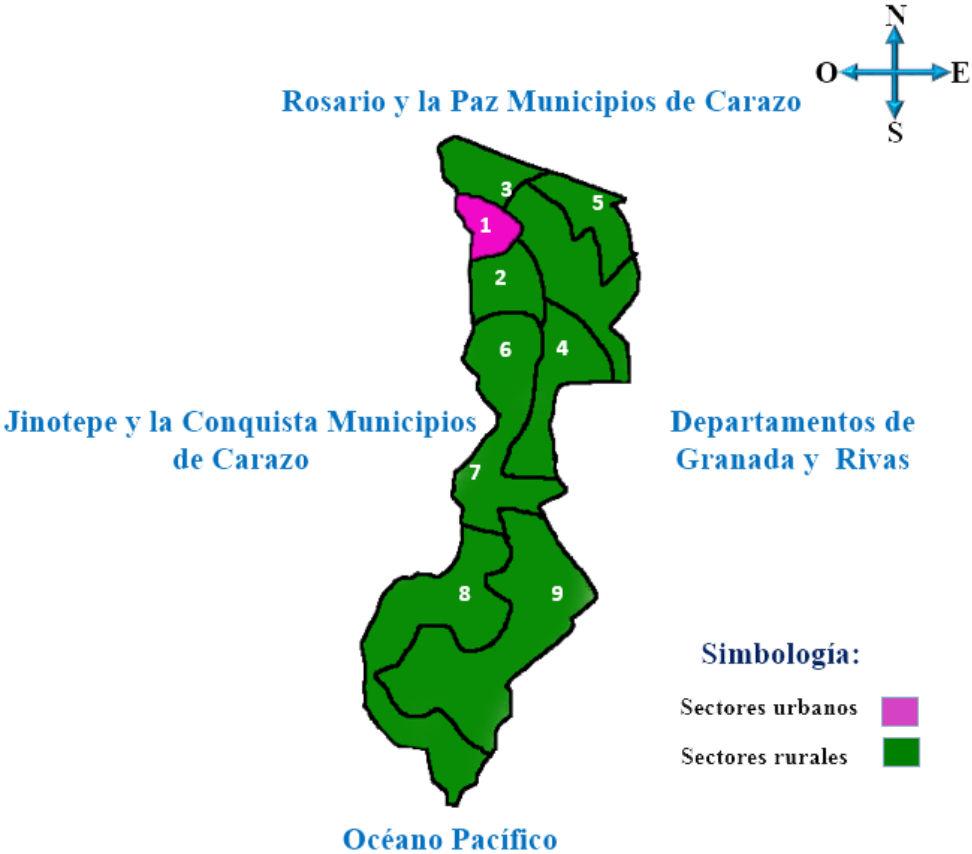 N
O E
S
Rosario y la Paz Municipios de Carazo
3
5
1
2
6
4
Jinotepe y la Conquista Municipios
de Carazo
Departamentos de
Granada y Rivas
7
8
9
Simbología:
Sectores urbanos
Sectores rurales
Océano Pacífico